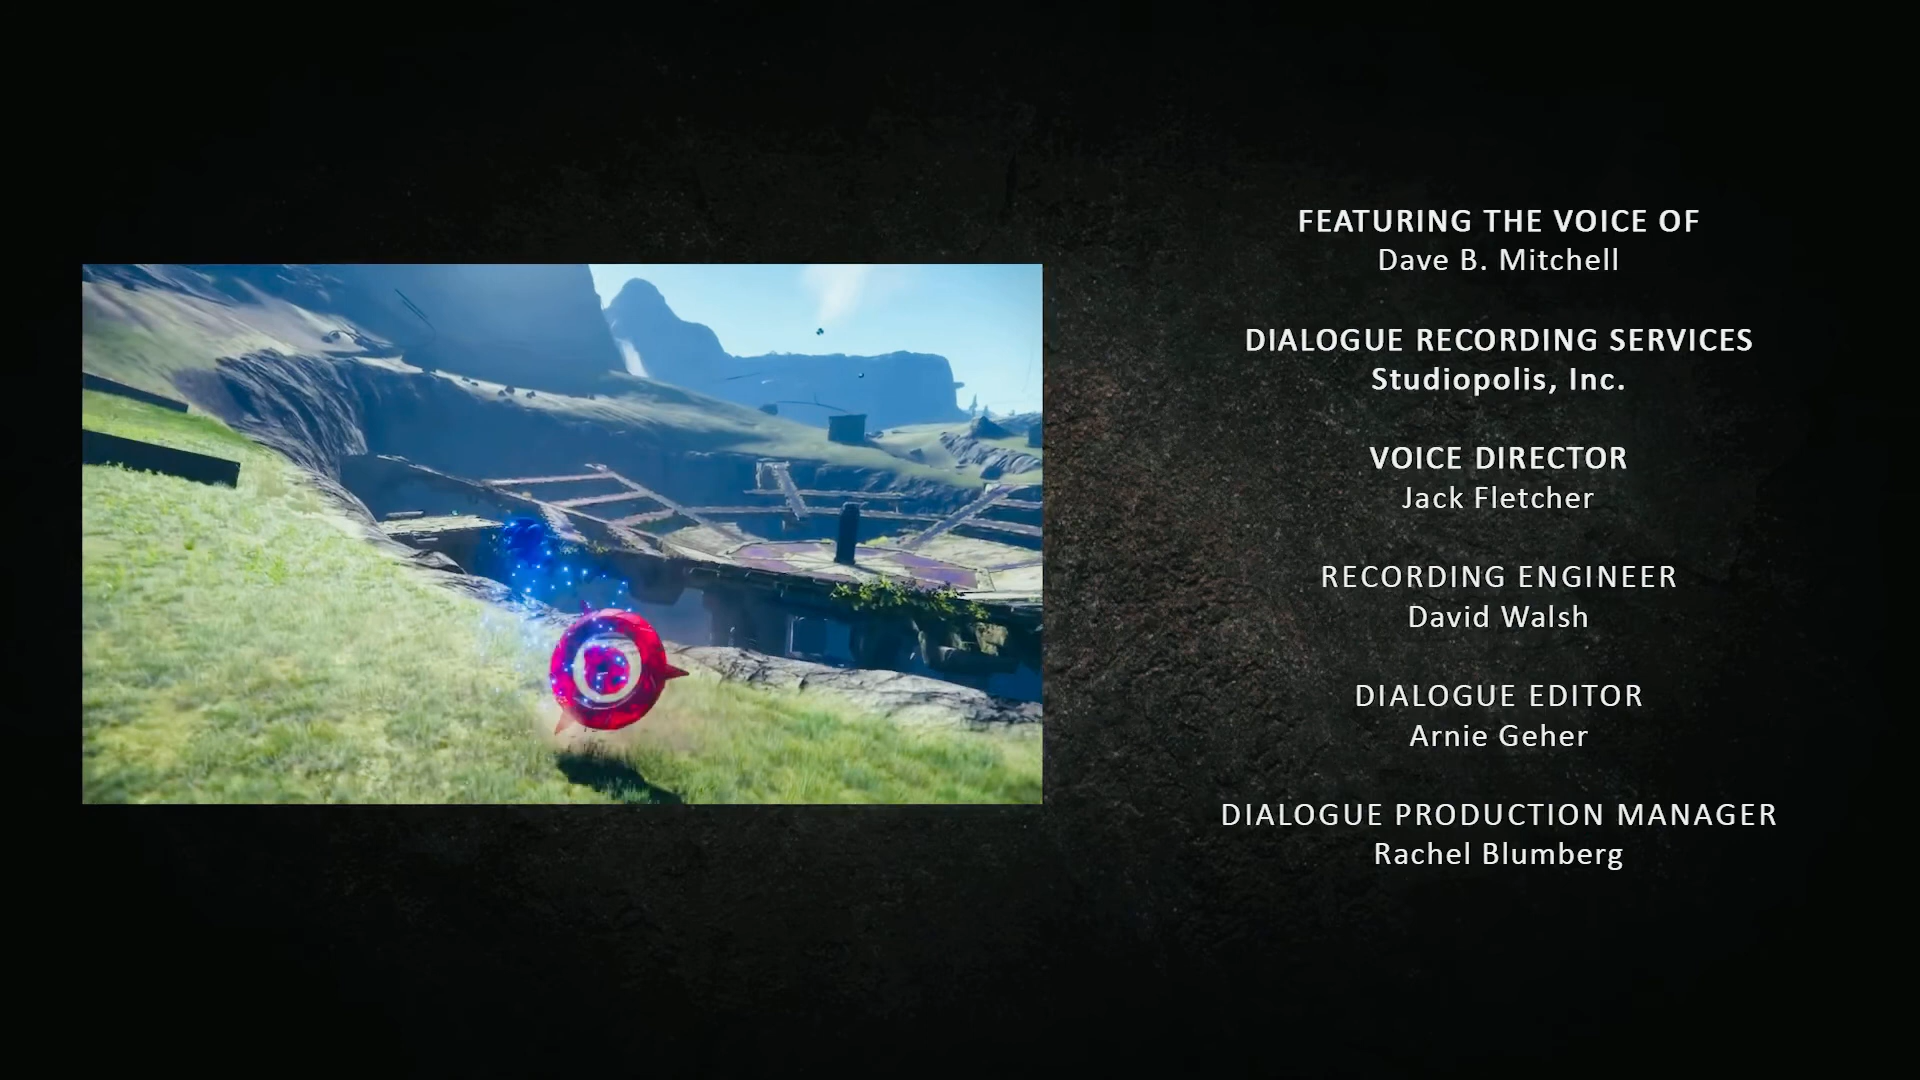 FEATURING THE VOICE OF
Dave B. Mitchell
DIALOGUE RECORDING SERVICES
Studiopolis, Inc.
VOICE DIRECTOR
Jack Fletcher
RECORDING ENGINEER
David Walsh
DIALOGUE EDITOR
Arnie Geher
DIALOGUE PRODUCTION MANAGER
Rachel Blumberg